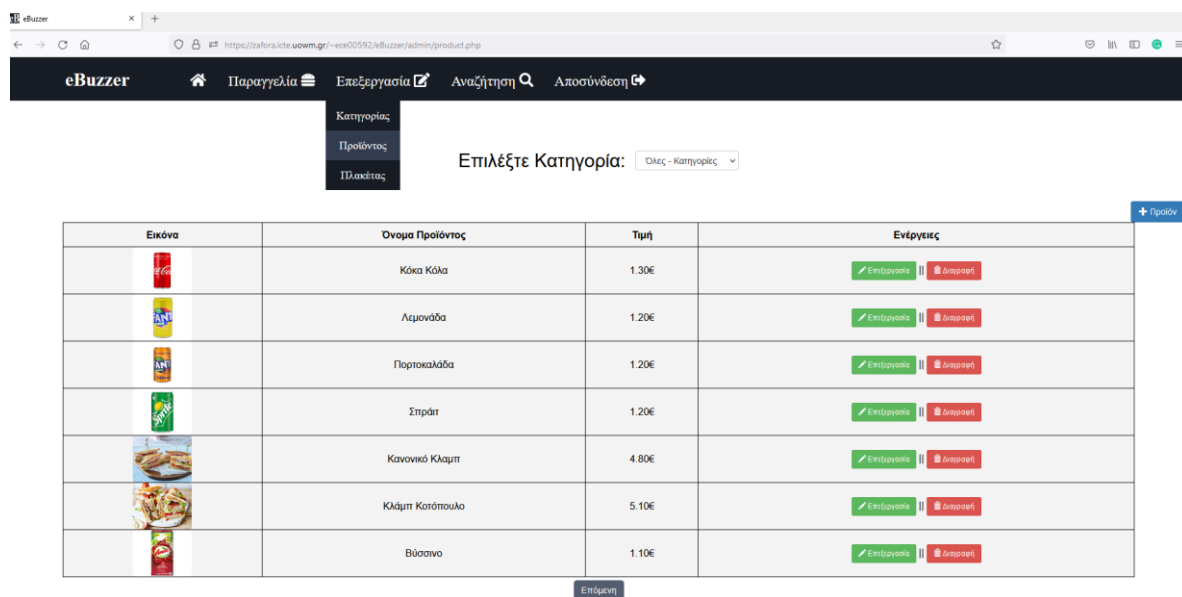 eBuzzer
https://zafora.icte.uowm.gr/~ece00592/eBuzzer/admin/product.php
eBuzzer Παραγγελία Επεξεργασία Αναζήτηση Αποσύνδεση
Κατηγορίας
Προϊόντος
Πλακέτας
Επιλέξτε Κατηγορία: Όλες - Κατηγορίες
+ Προϊόν
Εικόνα Όνομα Προϊόντος Τιμή Ενέργειες
Κόκα Κόλα 1.30€ Επεξεργασία || Διαγραφή
Λεμονάδα 1.20€ Επεξεργασία || Διαγραφή
Πορτοκαλάδα 1.20€ Επεξεργασία || Διαγραφή
Sprite Σπράιτ 1.20€ Επεξεργασία || Διαγραφή
Κανονικό Κλαμπ 4.80€ Επεξεργασία || Διαγραφή
Κλάμπ Κοτόπουλο 5.10€ Επεξεργασία || Διαγραφή
Βύσσινο 1.10€ Επεξεργασία || Διαγραφή
Επόμενη